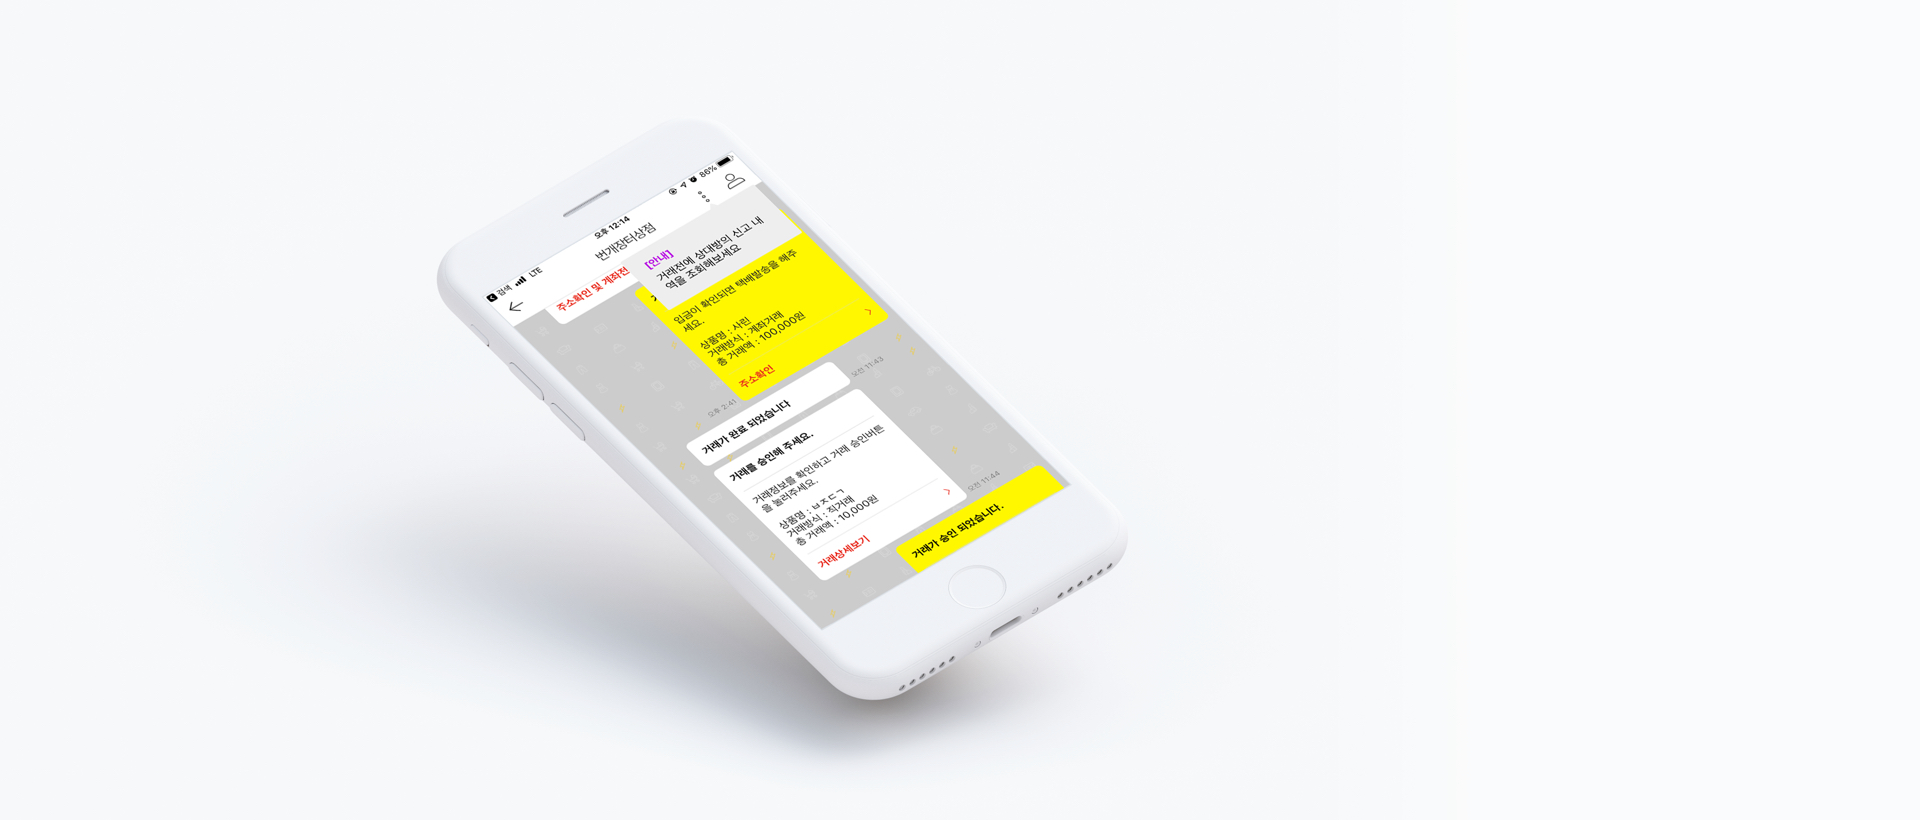 검색 LTE 오후 12:14 86%
번개장터상점
주소확인 및 계좌전
[안내]
거래전에 상대방의 신고 내
역을 조회해보세요
입금이 확인되면 택배발송을 해주
세요.
상품명 : 사린
거래방식 : 계좌거래
총 거래액 : 100,000원
주소확인
오후 2:41
거래가 완료 되었습니다
오전 11:43
거래를 승인해 주세요.
거래정보를 확인하고 거래 승인버튼
을 눌러주세요.
상품명 : ㅂㅈㄷㄱ
거래방식 : 직거래
총 거래액 : 10,000원
거래상세보기
오전 11:44
거래가 승인 되었습니다.